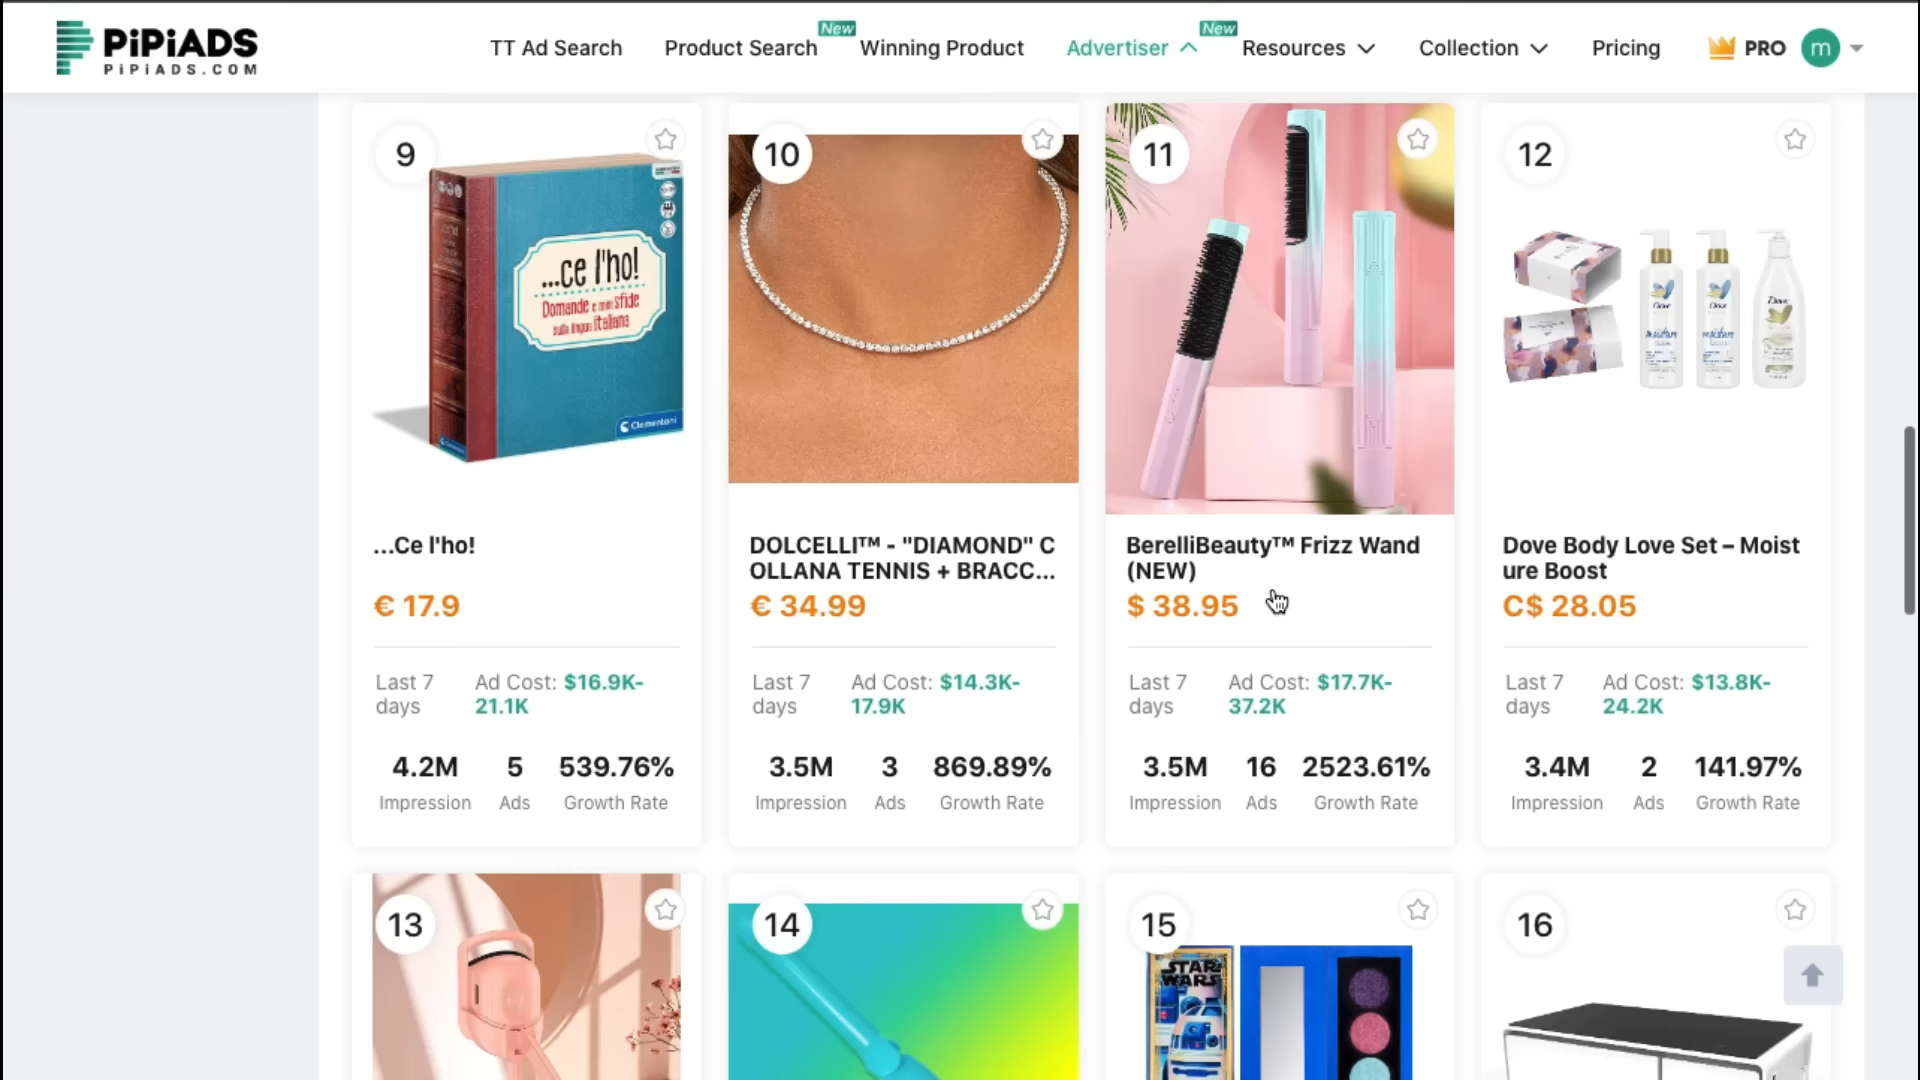 PiPiADS
PiPiADS.COM
TT Ad Search
Product Search
New
Winning Product
Advertiser
New
Resources
Collection
Pricing
PRO
m
9
10
11
12
...ce l'ho!
Domande e mini sfide
sulla lingua italiana
Clementoni
Dove
Dove
Dove
moisture
moisture
...Ce l'ho!
€ 17.9
Last 7
days
Ad Cost: $16.9K-
21.1K
4.2M
5
539.76%
Impression
Ads
Growth Rate
DOLCELLI™ - "DIAMOND" C
OLLANA TENNIS + BRACC...
€ 34.99
Last 7
days
Ad Cost: $14.3K-
17.9K
3.5M
3
869.89%
Impression
Ads
Growth Rate
BerelliBeauty™ Frizz Wand
(NEW)
$ 38.95
Last 7
days
Ad Cost: $17.7K-
37.2K
3.5M
16
2523.61%
Impression
Ads
Growth Rate
Dove Body Love Set – Moist
ure Boost
C$ 28.05
Last 7
days
Ad Cost: $13.8K-
24.2K
3.4M
2
141.97%
Impression
Ads
Growth Rate
13
14
15
16
STAR
WARS